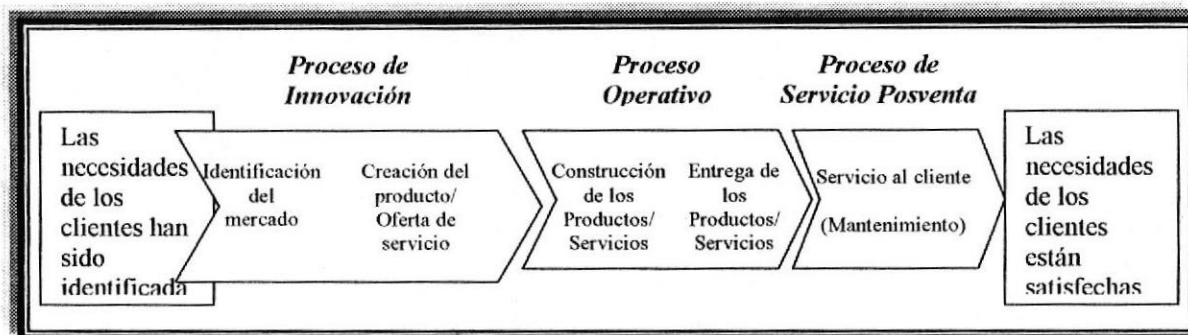 Proceso de
Innovación
Proceso
Operativo
Proceso de
Servicio Posventa
Las
necesidades
de los
clientes han
sido
identificada
Identificación
del
mercado
Creación del
producto/
Oferta de
servicio
Construcción
de los
Productos/
Servicios
Entrega de
los
Productos/
Servicios
Servicio al cliente
(Mantenimiento)
Las
necesidades
de los
clientes
están
satisfechas